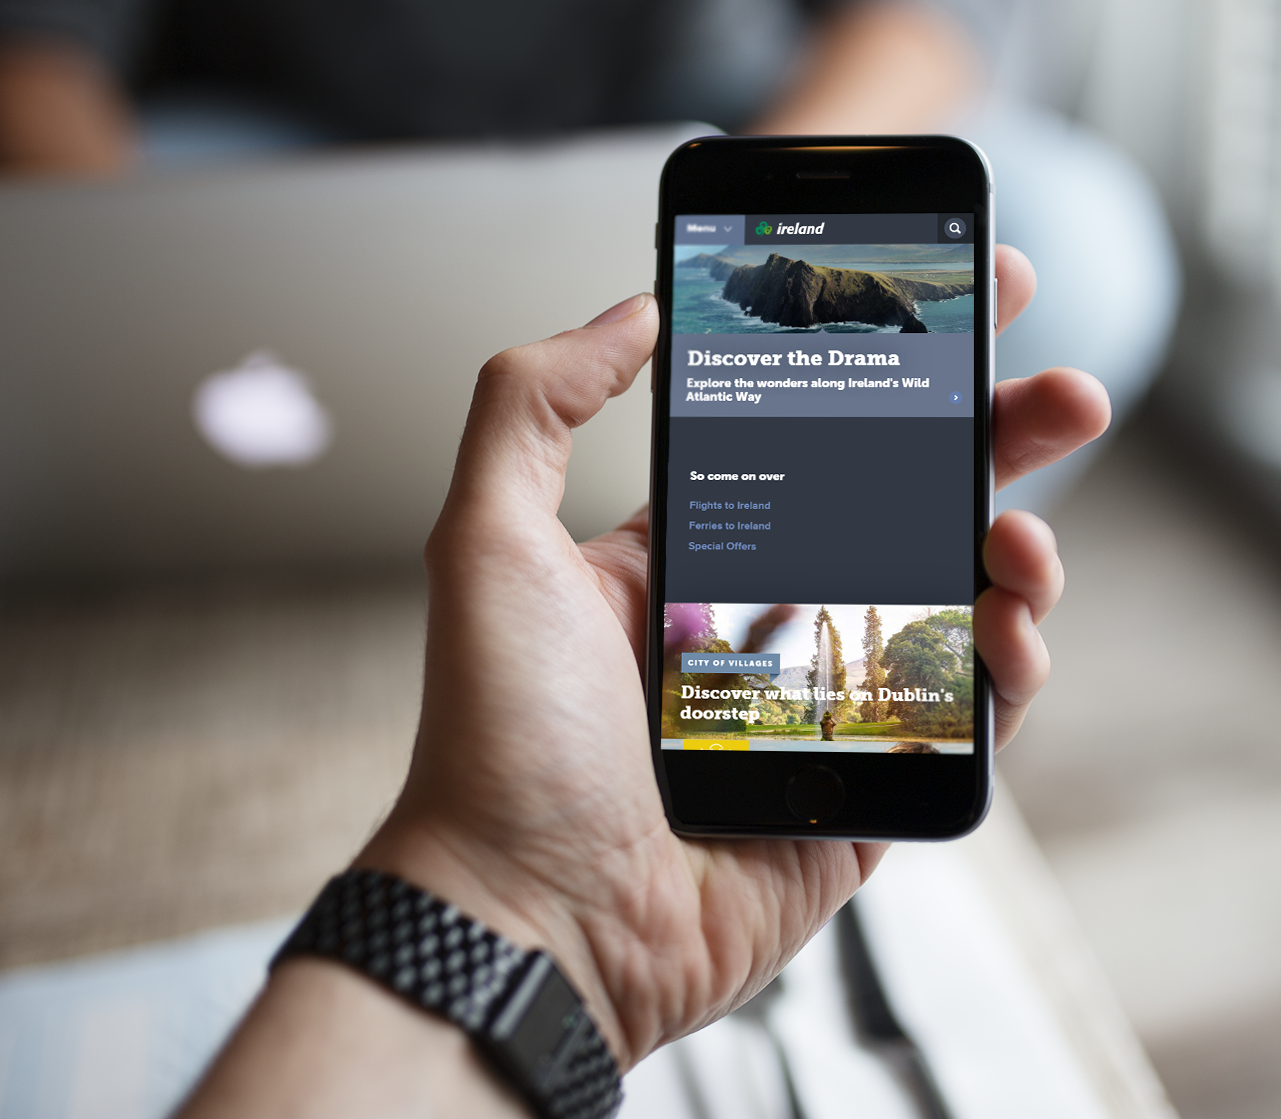 Menu
ireland
Discover the Drama
Explore the wonders along Ireland's Wild
Atlantic Way
So come on over
Flights to Ireland
Ferries to Ireland
Special Offers
CITY OF VILLAGES
Discover what lies on Dublin's
doorstep